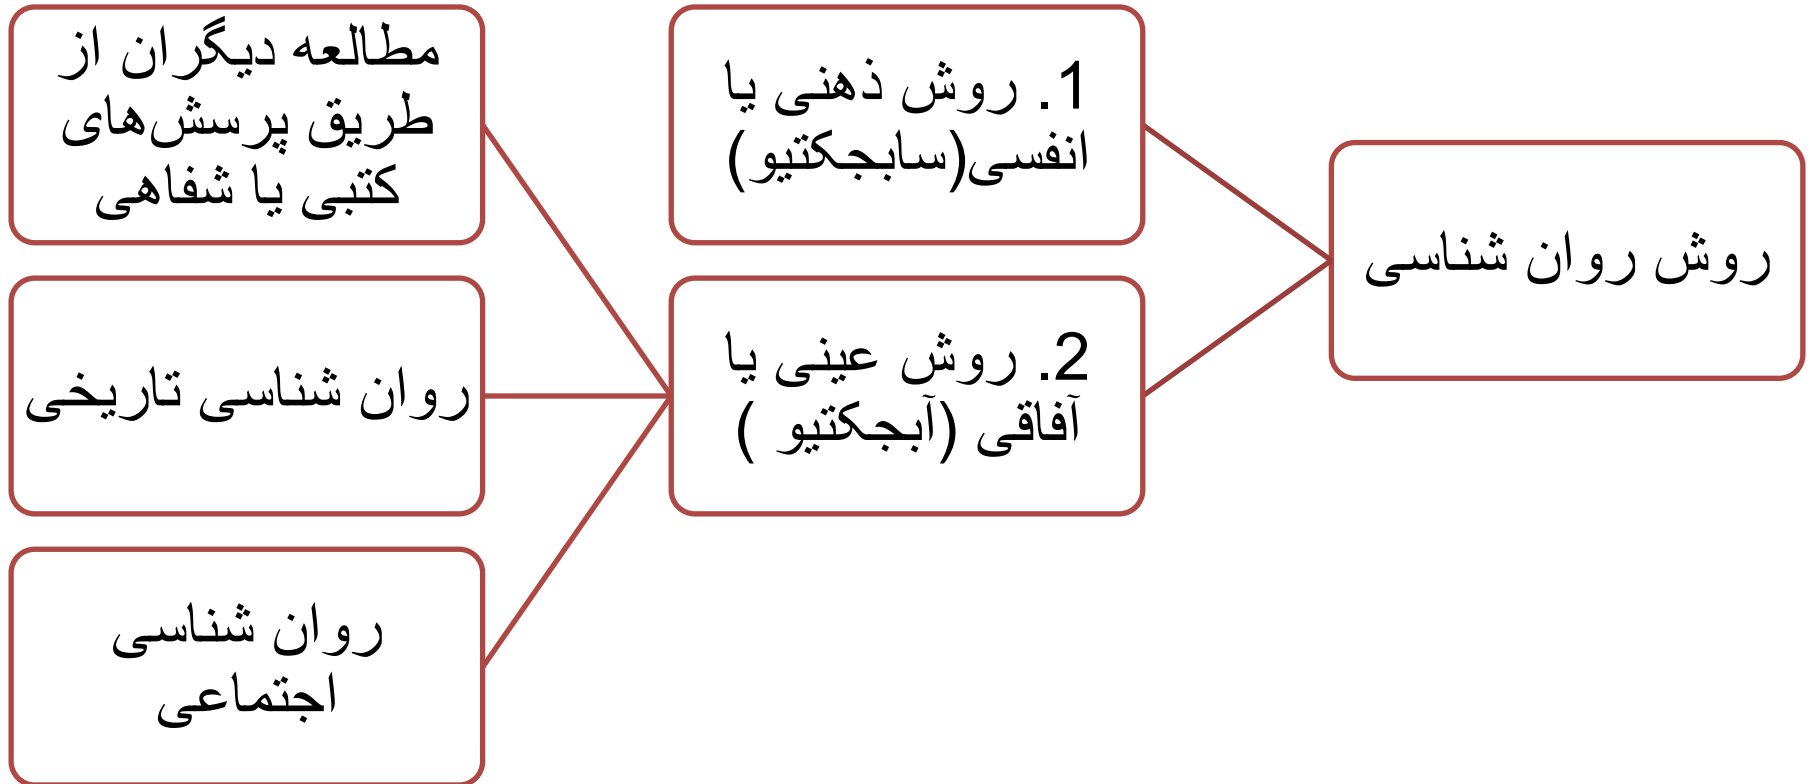 روش روان شناسی
1. روش ذهنی یا
انفسی(سابجکتیو)
2. روش عینی یا
آفاقی (آبجکتیو )
مطالعه دیگران از
طریق پرسش‌های
کتبی یا شفاهی
روان شناسی تاریخی
روان شناسی
اجتماعی